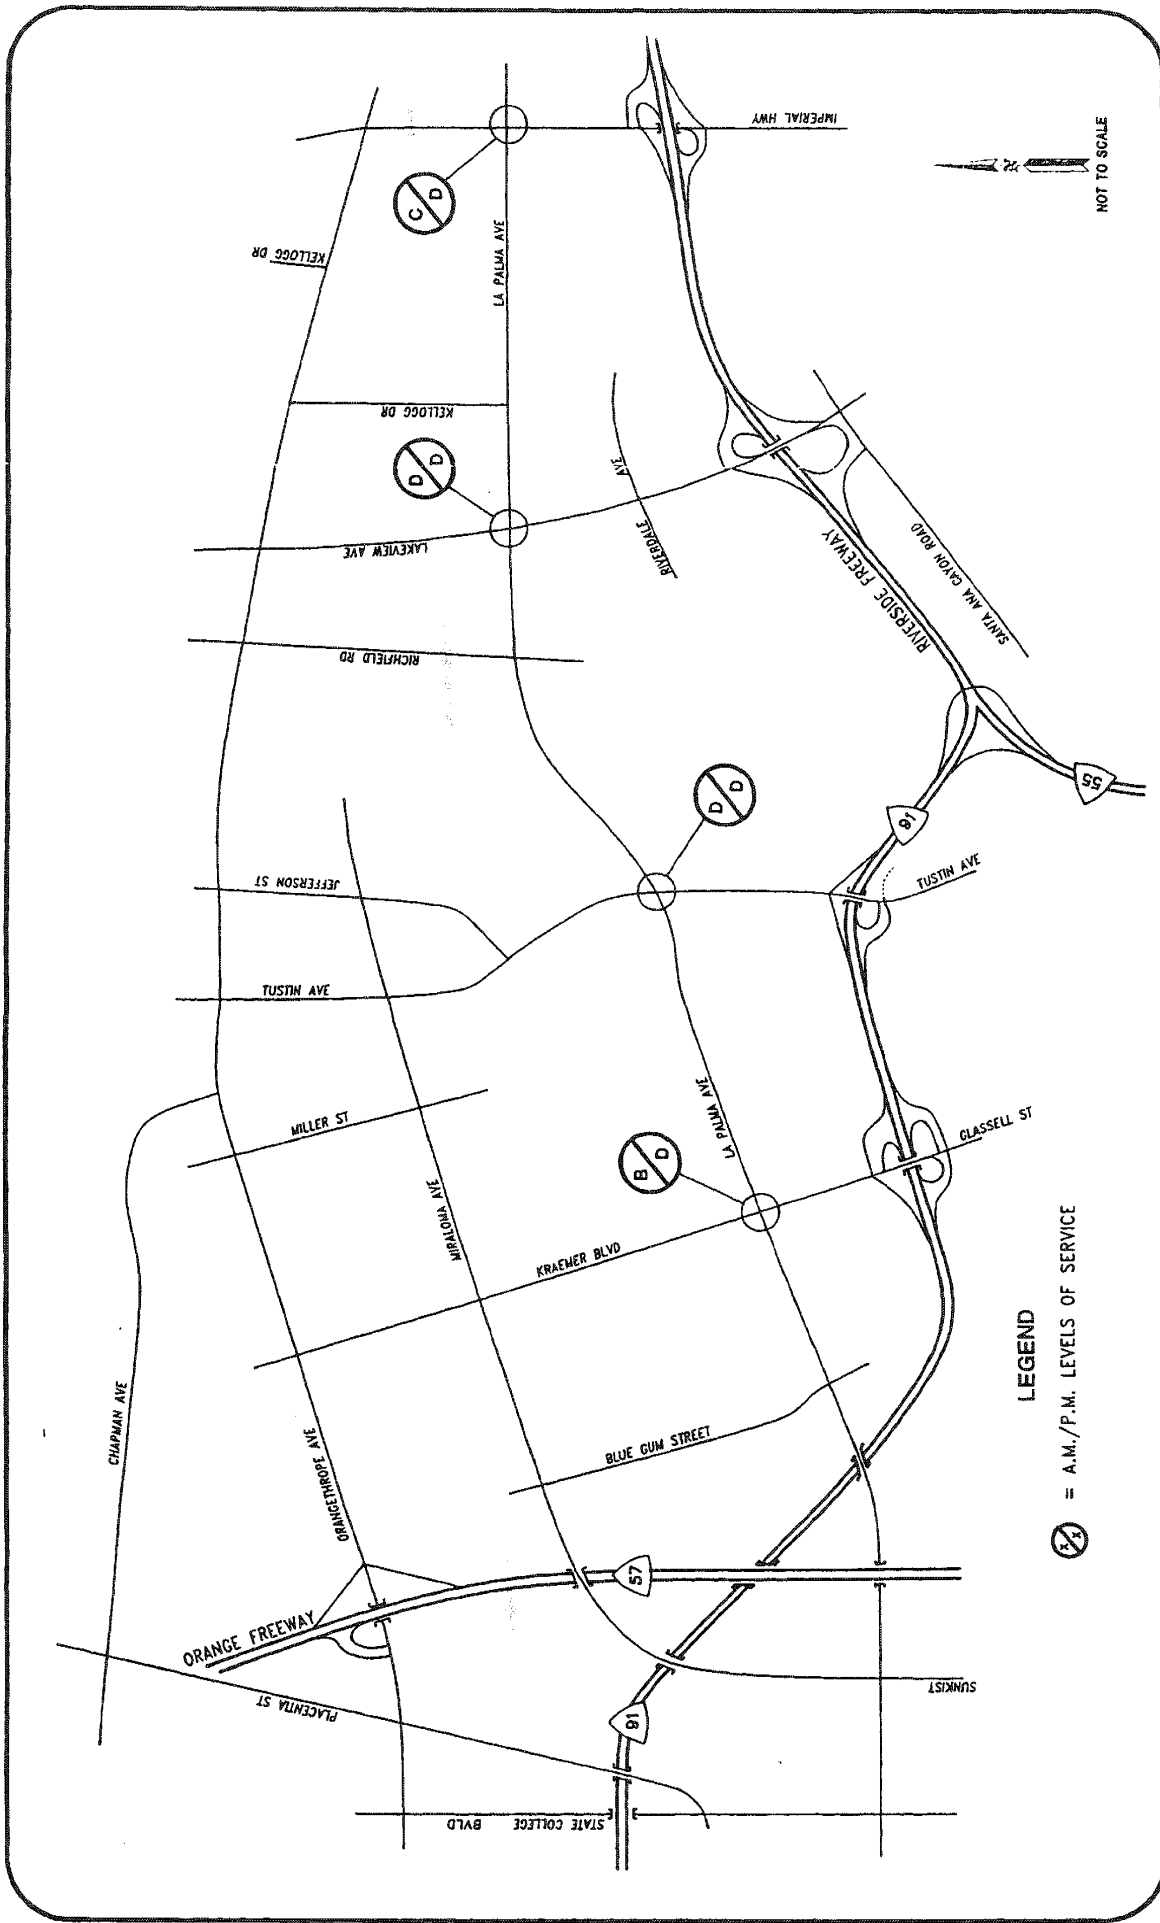 CHAPMAN AVE
ORANGE FREEWAY
PLACENTIA ST
STATE COLLEGE BVLD
ORANGETHROPE AVE
MILLER ST
TUSTIN AVE
JEFFERSON ST
RICHFIELD RD
LAKEVIEW AVE
KELLOGG DR
KELLOGG DR
MIRALOMA AVE
KRAEMER BLVD
BLUE GUM STREET
57
91
SUNKIST
B
D
LA PALMA AVE
D
D
D
D
C
D
LA PALMA AVE
IMPERIAL HWY
RIVERDALE AVE
RIVERSIDE FREEWAY
SANTA ANA CAYON ROAD
91
55
TUSTIN AVE
GLASSELL ST
LEGEND
X X = A.M./P.M. LEVELS OF SERVICE
NOT TO SCALE